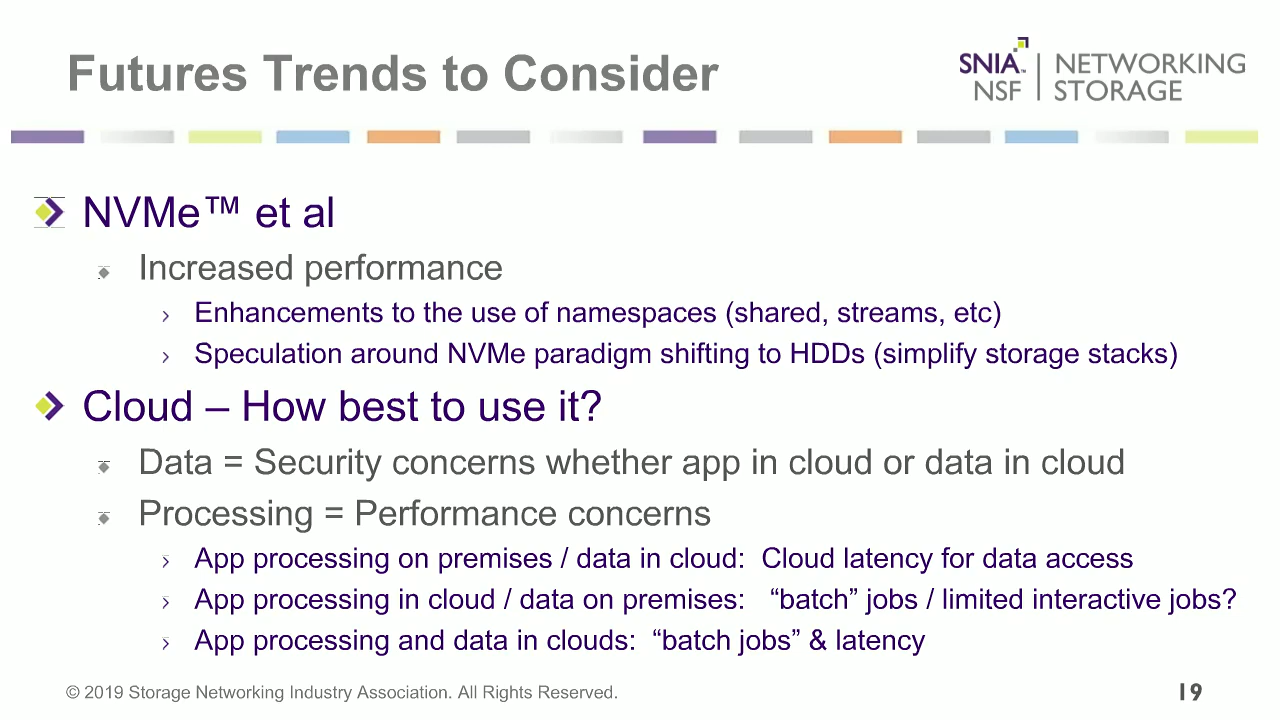 Futures Trends to Consider
SNIA™ NSF | NETWORKING STORAGE
NVMe™ et al
Increased performance
Enhancements to the use of namespaces (shared, streams, etc)
Speculation around NVMe paradigm shifting to HDDs (simplify storage stacks)
Cloud – How best to use it?
Data = Security concerns whether app in cloud or data in cloud
Processing = Performance concerns
App processing on premises / data in cloud:  Cloud latency for data access
App processing in cloud / data on premises:   “batch” jobs / limited interactive jobs?
App processing and data in clouds:  “batch jobs” & latency
© 2019 Storage Networking Industry Association. All Rights Reserved.
19